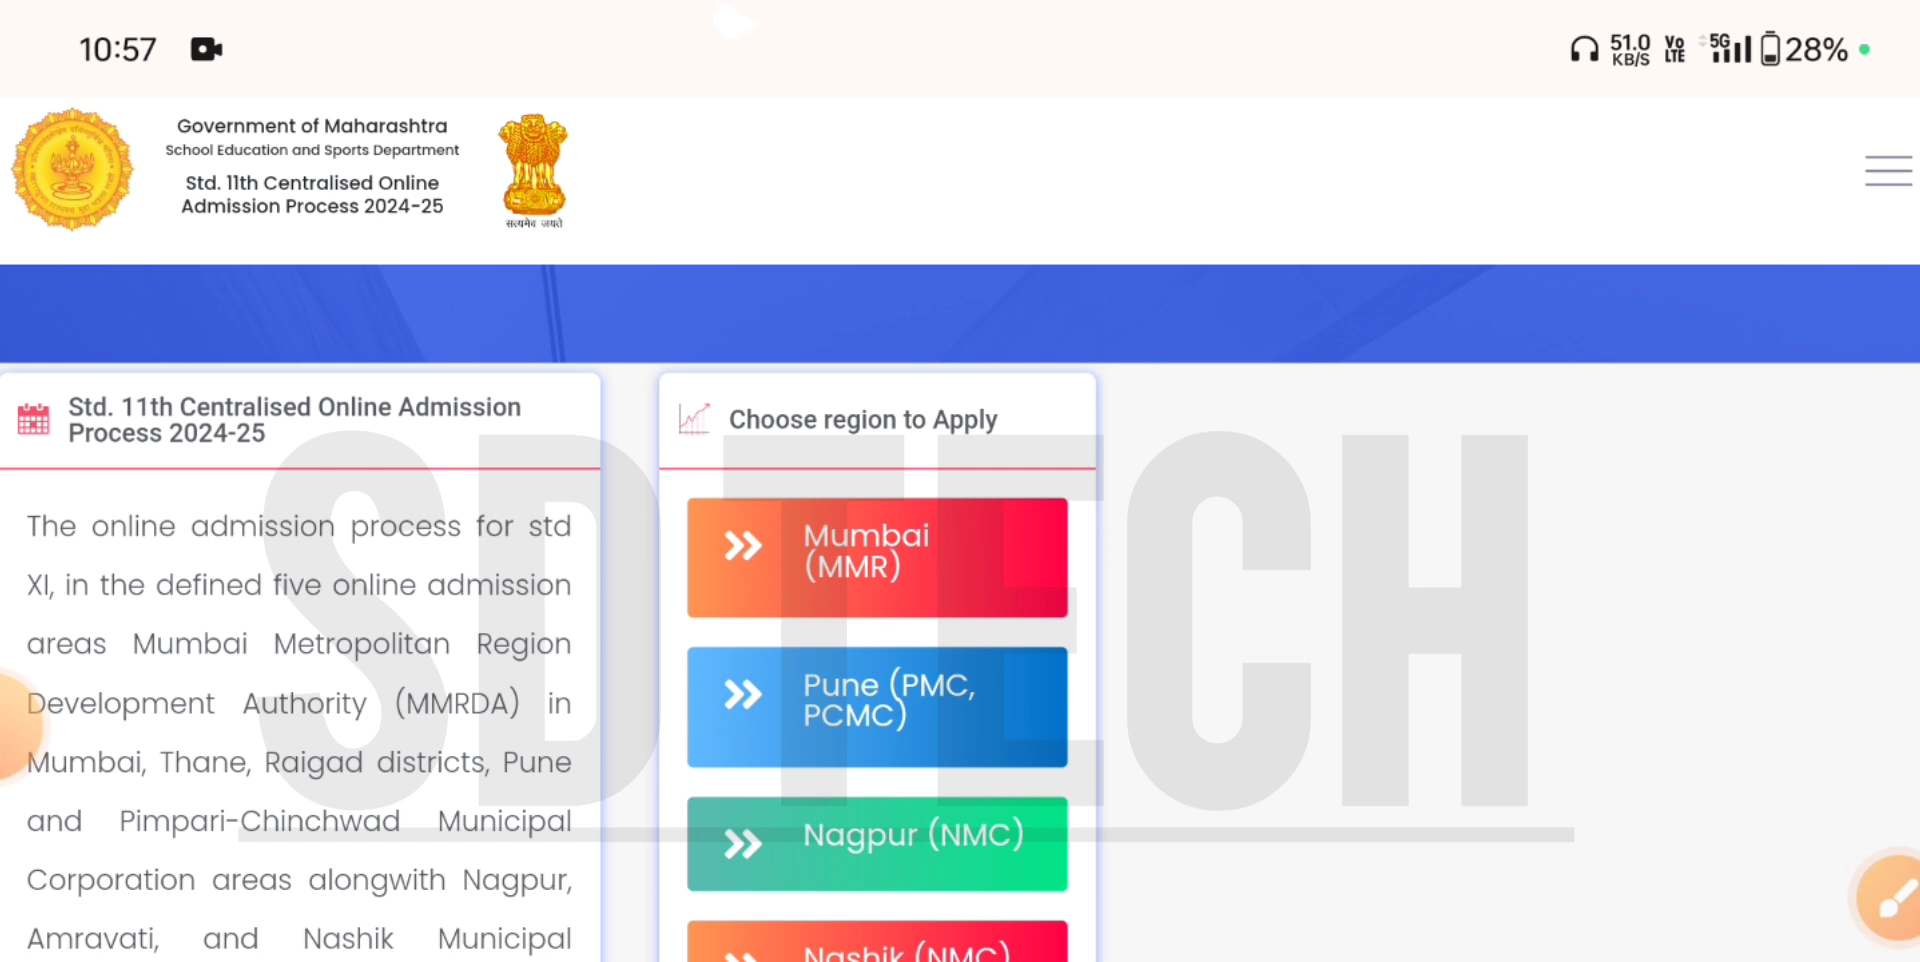 10:57
51.0
KB/S
Vo
LTE
5G
28%
Government of Maharashtra
School Education and Sports Department
Std. 11th Centralised Online
Admission Process 2024-25
सत्यमेव जयते
Std. 11th Centralised Online Admission
Process 2024-25
The online admission process for std
XI, in the defined five online admission
areas Mumbai Metropolitan Region
Development Authority (MMRDA) in
Mumbai, Thane, Raigad districts, Pune
and Pimpari-Chinchwad Municipal
Corporation areas alongwith Nagpur,
Amravati, and Nashik Municipal
Choose region to Apply
Mumbai
(MMR)
Pune (PMC,
PCMC)
Nagpur (NMC)
Nashik (NMC)
SDTECH